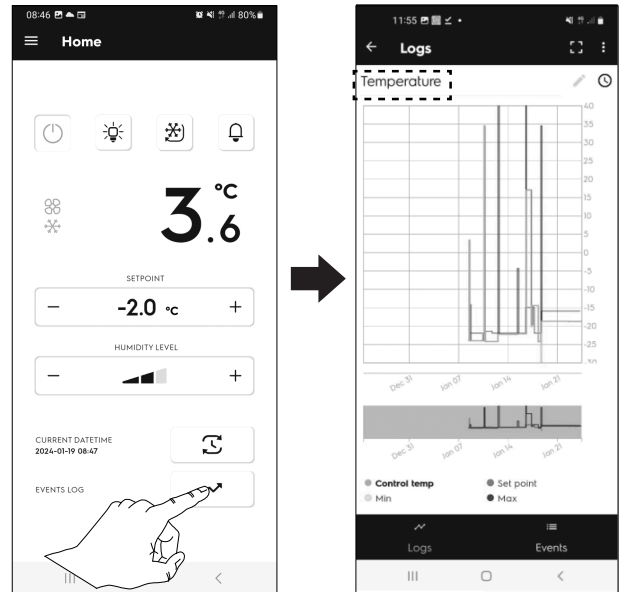 08:46
80%
Home
3.6 °C
SETPOINT
− -2.0 °C +
HUMIDITY LEVEL
− +
CURRENT DATETIME
2024-01-19 08:47
EVENTS LOG
11:55
Logs
Temperature
40
35
30
25
20
15
10
5
0
-5
-10
-15
-20
-25
-30
Dec 31 Jan 07 Jan 14 Jan 21
Dec 31 Jan 07 Jan 14 Jan 21
Control temp Set point
Min Max
Logs Events